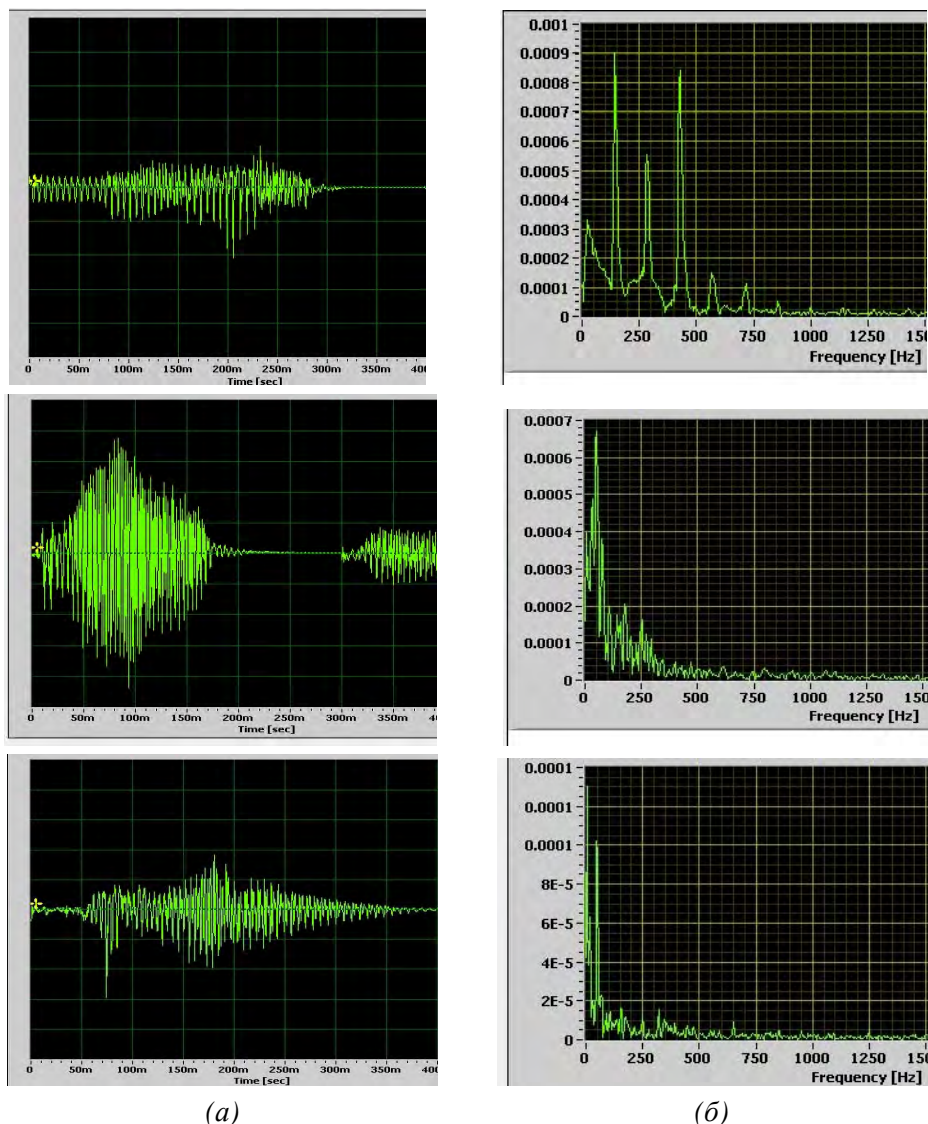 0.001
0.0009
0.0008
0.0007
0.0006
0.0005
0.0004
0.0003
0.0002
0.0001
0
0 50m 100m 150m 200m 250m 300m 350m 400
Time [sec]
0 250 500 750 1000 1250
Frequency [Hz]
0.0007
0.0006
0.0005
0.0004
0.0003
0.0002
0.0001
0
0 50m 100m 150m 200m 250m 300m 350m
Time [sec]
0 250 500 750 1000 1250
Frequency [Hz]
0.0001
0.0001
0.0001
8E-5
6E-5
4E-5
2E-5
0
0 50m 100m 150m 200m 250m 300m 350m
Time [sec]
0 250 500 750 1000 1250
Frequency [Hz]
(а) (б)